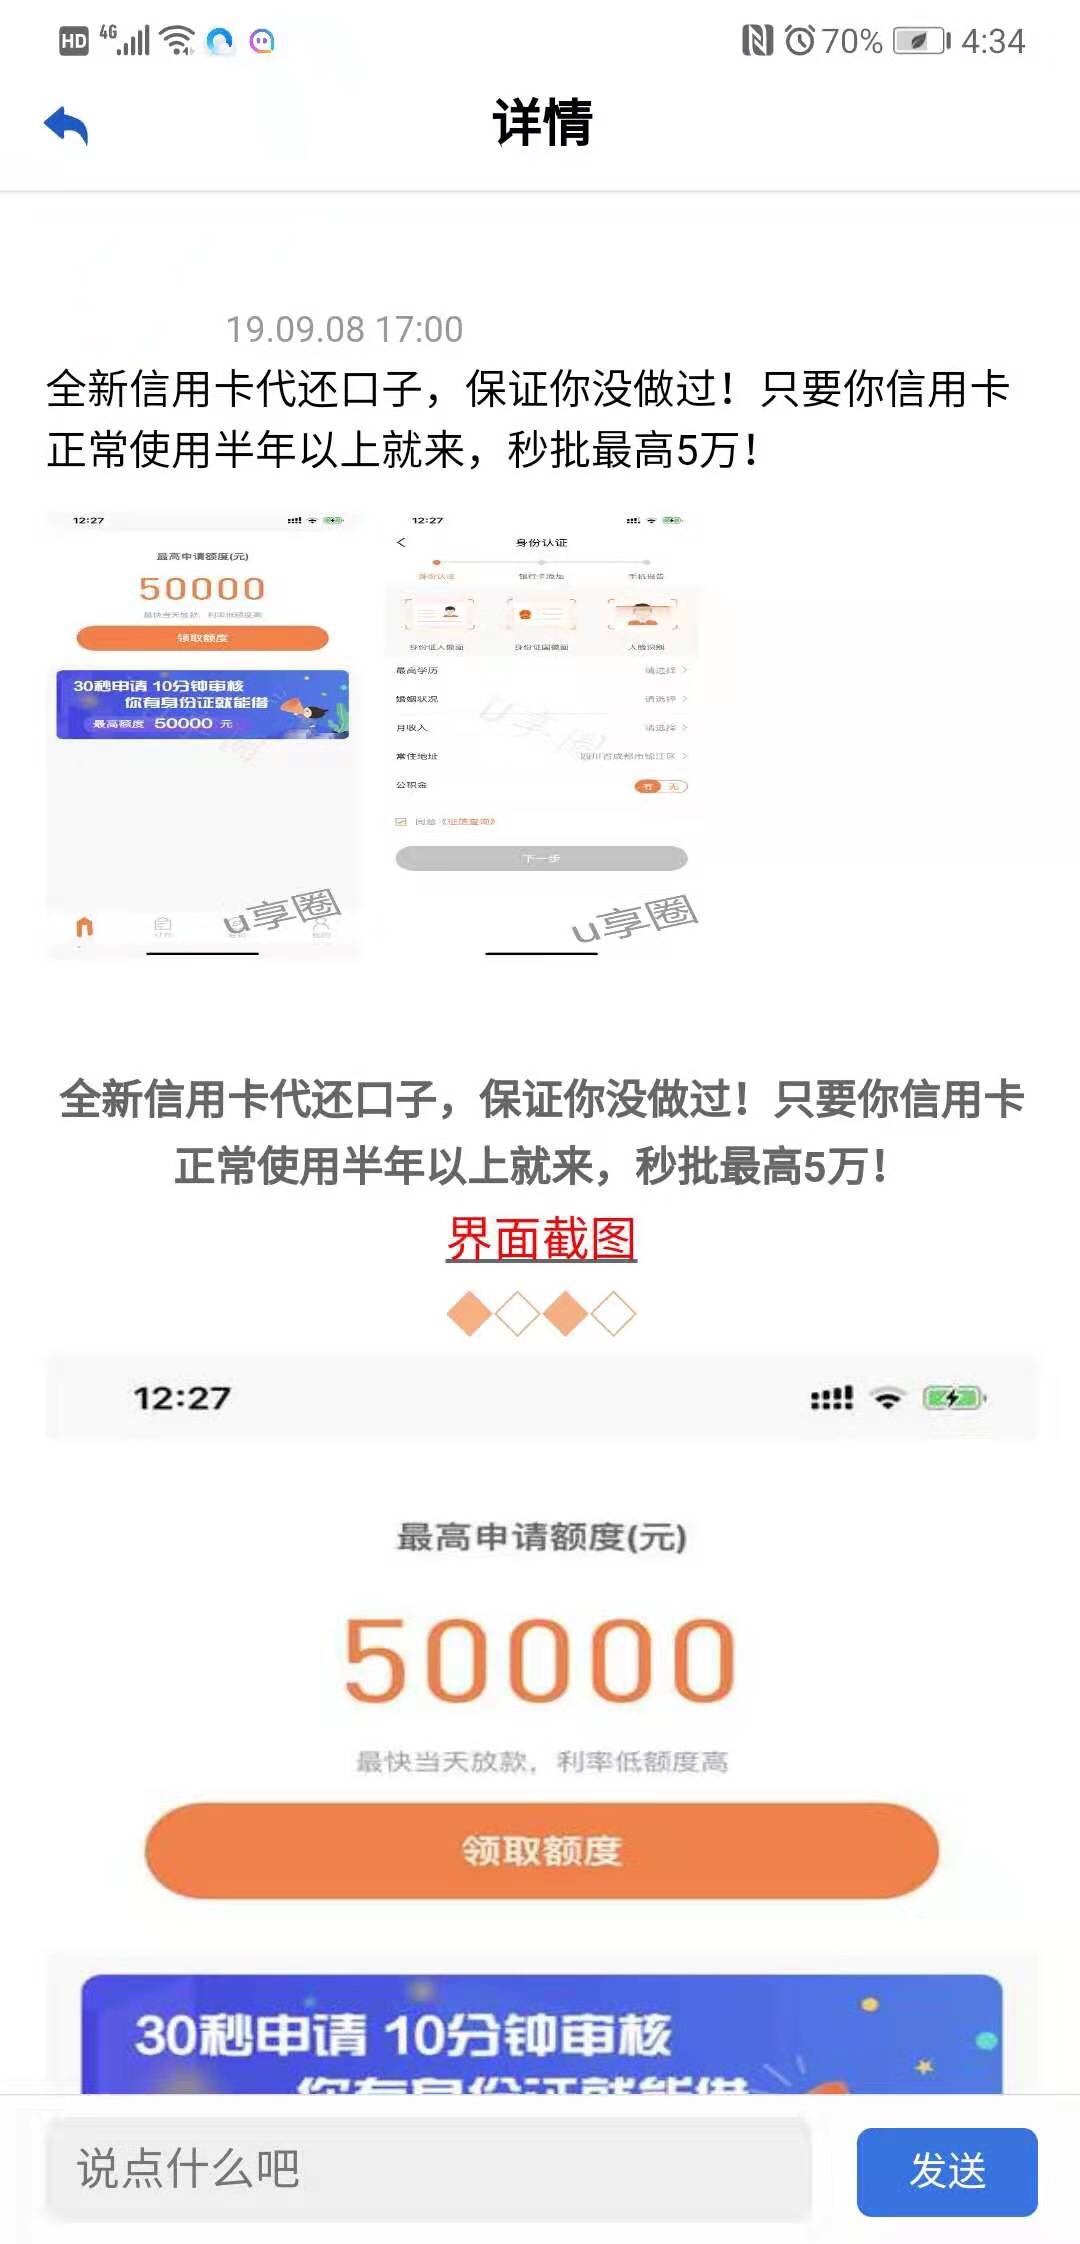 HD 4G 70% 4:34
详情
19.09.08 17:00
全新信用卡代还口子，保证你没做过！只要你信用卡
正常使用半年以上就来，秒批最高5万！
12:27
最高申请额度(元)
50000
最快当天放款，利率低额度高
领取额度
30秒申请 10分钟审核
你有身份证就能借
最高额度 50000 元
u享圈
12:27
身份认证
身份认证 银行卡添加 手机报告
身份证人像面 身份证国徽面 人脸识别
最高学历 请选择
婚姻状况 请选择
月收入 请选择
常住地址 四川省成都市锦江区
公积金 有 无
同意《征信查询》
下一步
u享圈
全新信用卡代还口子，保证你没做过！只要你信用卡
正常使用半年以上就来，秒批最高5万！
界面截图
12:27
最高申请额度(元)
50000
最快当天放款，利率低额度高
领取额度
30秒申请 10分钟审核
你有身份证就能借
说点什么吧
发送